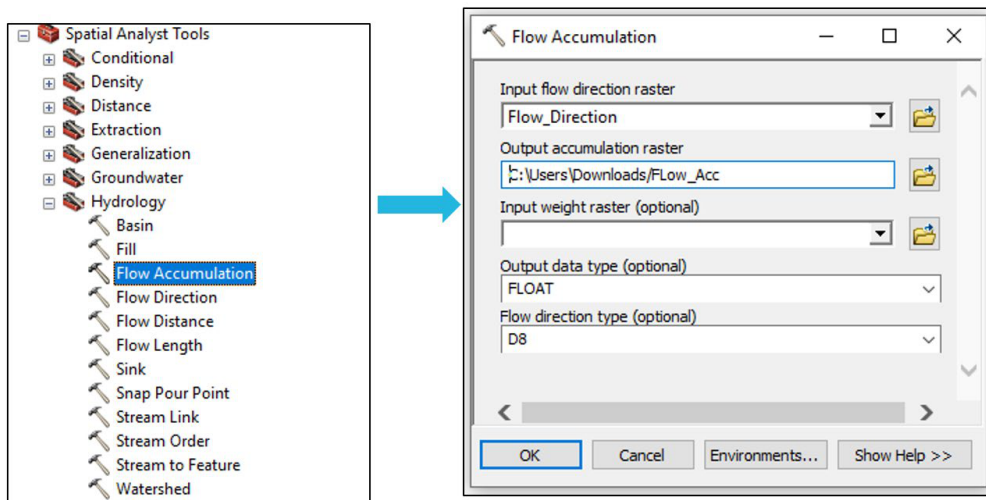 Spatial Analyst Tools
Conditional
Density
Distance
Extraction
Generalization
Groundwater
Hydrology
Basin
Fill
Flow Accumulation
Flow Direction
Flow Distance
Flow Length
Sink
Snap Pour Point
Stream Link
Stream Order
Stream to Feature
Watershed
Flow Accumulation
Input flow direction raster
Flow_Direction
Output accumulation raster
C:\Users\Downloads/FLow_Acc
Input weight raster (optional)
Output data type (optional)
FLOAT
Flow direction type (optional)
D8
OK Cancel Environments... Show Help >>